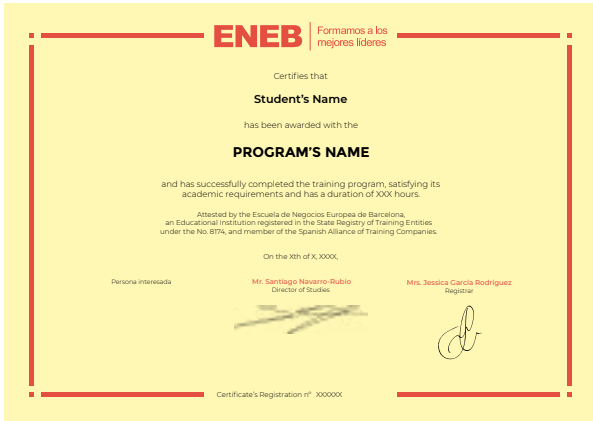 ENEB
Formamos a los
mejores líderes
Certifies that
Student's Name
has been awarded with the
PROGRAM'S NAME
and has successfully completed the training program, satisfying its
academic requirements and has a duration of XXX hours.
Attested by the Escuela de Negocios Europea de Barcelona,
an Educational Institution registered in the State Registry of Training Entities
under the No. 8174, and member of the Spanish Alliance of Training Companies.
On the Xth of X, XXXX,
Persona interesada
Mr. Santiago Navarro-Rubio
Director of Studies
Mrs. Jessica García Rodríguez
Registrar
Certificate's Registration nº XXXXXX